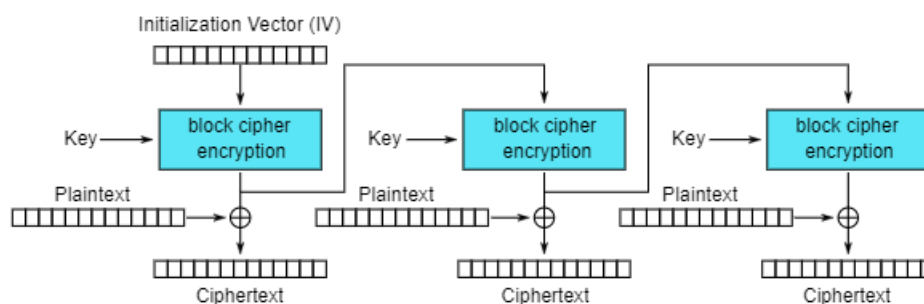 Initialization Vector (IV)
Key
block cipher
encryption
Key
block cipher
encryption
Key
block cipher
encryption
Plaintext
Plaintext
Plaintext
Ciphertext
Ciphertext
Ciphertext